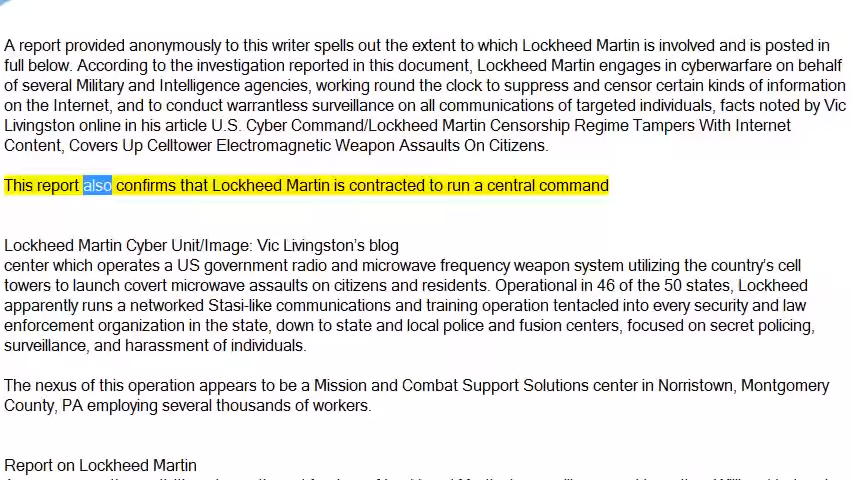 A report provided anonymously to this writer spells out the extent to which Lockheed Martin is involved and is posted in
full below. According to the investigation reported in this document, Lockheed Martin engages in cyberwarfare on behalf
of several Military and Intelligence agencies, working round the clock to suppress and censor certain kinds of information
on the Internet, and to conduct warrantless surveillance on all communications of targeted individuals, facts noted by Vic
Livingston online in his article U.S. Cyber Command/Lockheed Martin Censorship Regime Tampers With Internet
Content, Covers Up Celltower Electromagnetic Weapon Assaults On Citizens.
This report also confirms that Lockheed Martin is contracted to run a central command
Lockheed Martin Cyber Unit/Image: Vic Livingston's blog
center which operates a US government radio and microwave frequency weapon system utilizing the country's cell
towers to launch covert microwave assaults on citizens and residents. Operational in 46 of the 50 states, Lockheed
apparently runs a networked Stasi-like communications and training operation tentacled into every security and law
enforcement organization in the state, down to state and local police and fusion centers, focused on secret policing,
surveillance, and harassment of individuals.
The nexus of this operation appears to be a Mission and Combat Support Solutions center in Norristown, Montgomery
County, PA employing several thousands of workers.
Report on Lockheed Martin